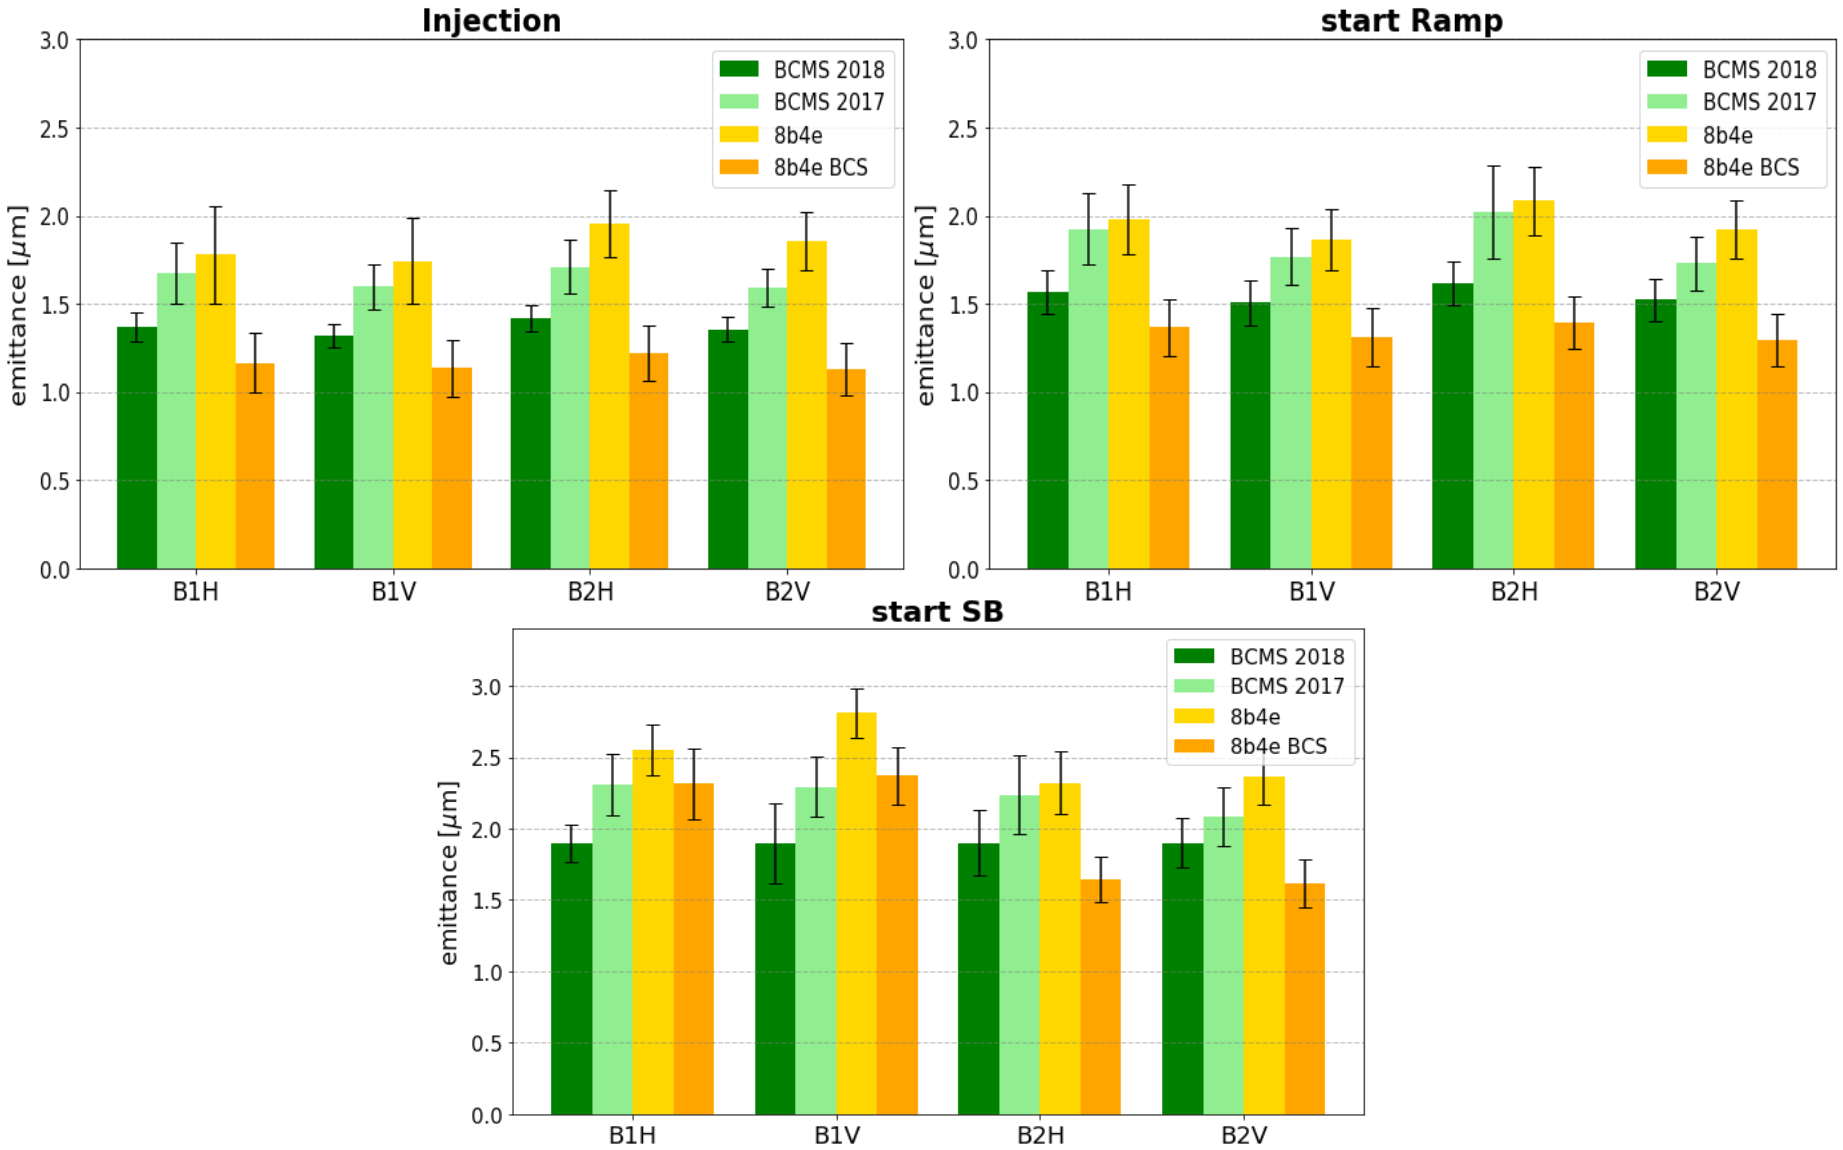 Injection
3.0
2.5
2.0
1.5
1.0
0.5
0.0
emittance [μm]
BCMS 2018
BCMS 2017
8b4e
8b4e BCS
B1H B1V B2H B2V
start Ramp
3.0
2.5
2.0
1.5
1.0
0.5
0.0
emittance [μm]
BCMS 2018
BCMS 2017
8b4e
8b4e BCS
B1H B1V B2H B2V
start SB
3.0
2.5
2.0
1.5
1.0
0.5
0.0
emittance [μm]
BCMS 2018
BCMS 2017
8b4e
8b4e BCS
B1H B1V B2H B2V